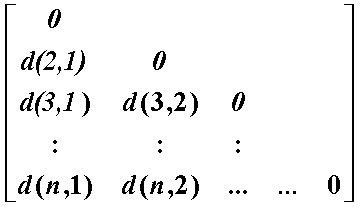 0
d(2,1) 0
d(3,1) d(3,2) 0
: : :
d(n,1) d(n,2) ... ... 0